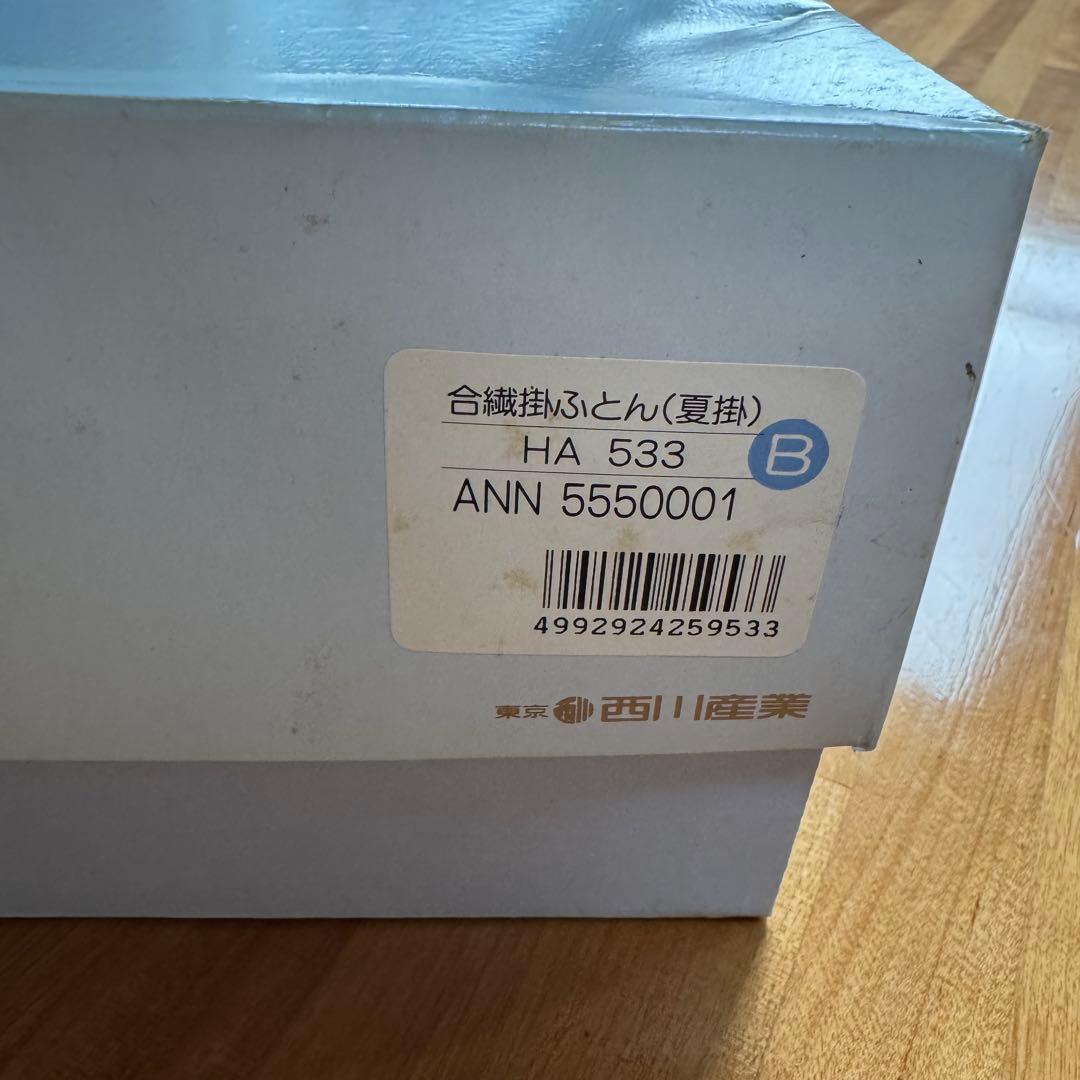 合繊掛ふとん(夏掛)
HA 533
B
ANN 5550001
4992924259533
東京 西川産業